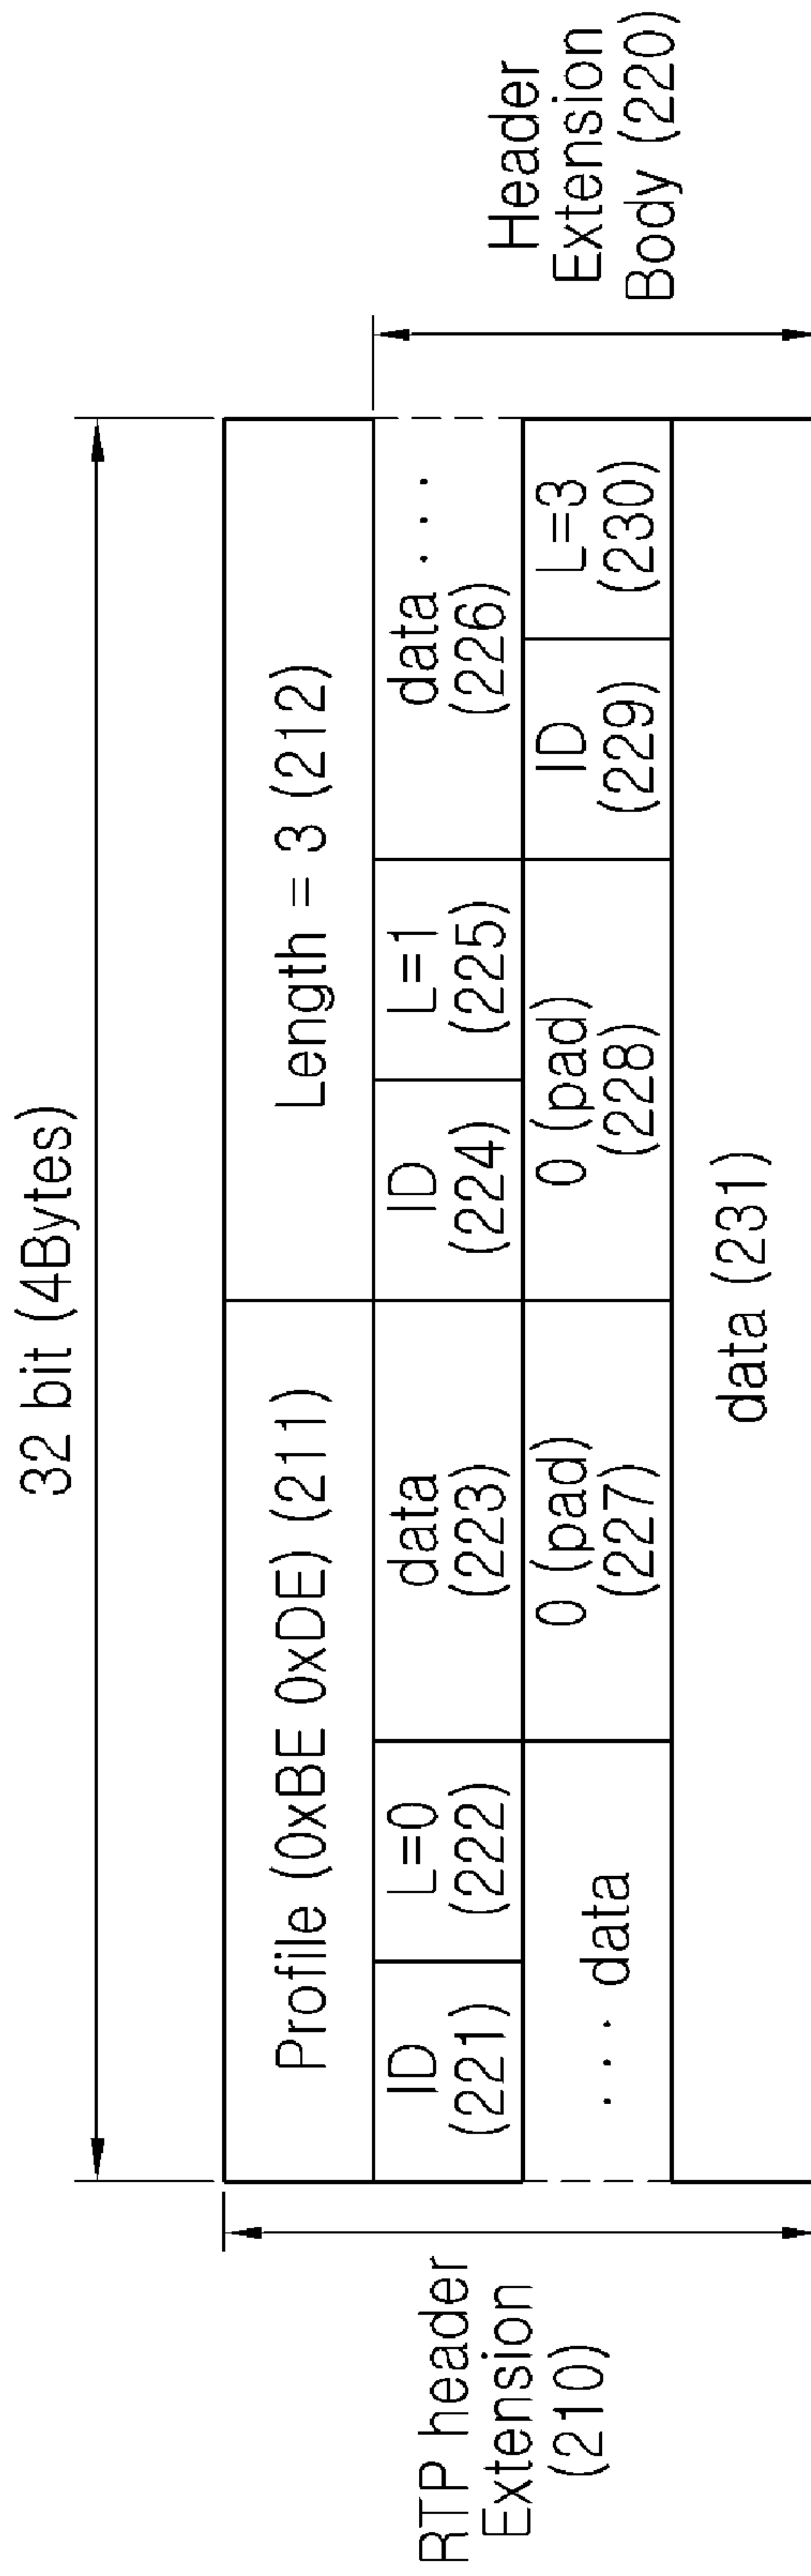 32 bit (4Bytes)
RTP header
Extension
(210)
Profile (0xBE 0xDE) (211)
Length = 3 (212)
ID
(221)
L=0
(222)
data
(223)
ID
(224)
L=1
(225)
data . . .
(226)
. . . data
0 (pad)
(227)
0 (pad)
(228)
ID
(229)
L=3
(230)
data (231)
Header
Extension
Body (220)